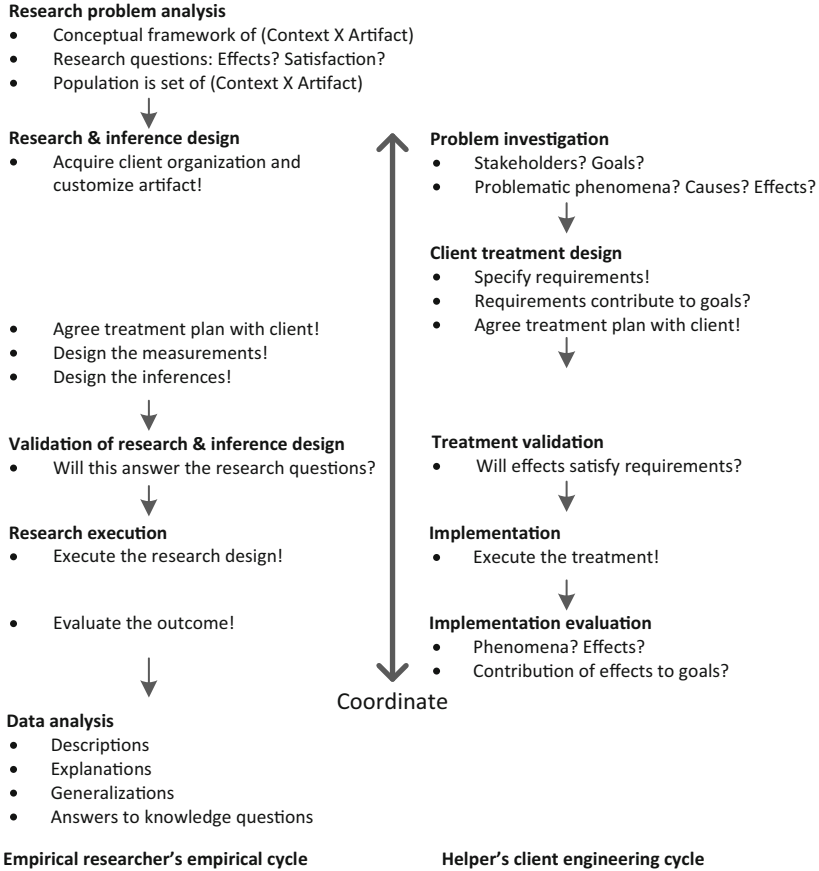 Research problem analysis
• Conceptual framework of (Context X Artifact)
• Research questions: Effects? Satisfaction?
• Population is set of (Context X Artifact)
Research & inference design
• Acquire client organization and
customize artifact!
• Agree treatment plan with client!
• Design the measurements!
• Design the inferences!
Validation of research & inference design
• Will this answer the research questions?
Research execution
• Execute the research design!
• Evaluate the outcome!
Data analysis
• Descriptions
• Explanations
• Generalizations
• Answers to knowledge questions
Empirical researcher’s empirical cycle
Coordinate
Problem investigation
• Stakeholders? Goals?
• Problematic phenomena? Causes? Effects?
Client treatment design
• Specify requirements!
• Requirements contribute to goals?
• Agree treatment plan with client!
Treatment validation
• Will effects satisfy requirements?
Implementation
• Execute the treatment!
Implementation evaluation
• Phenomena? Effects?
• Contribution of effects to goals?
Helper’s client engineering cycle